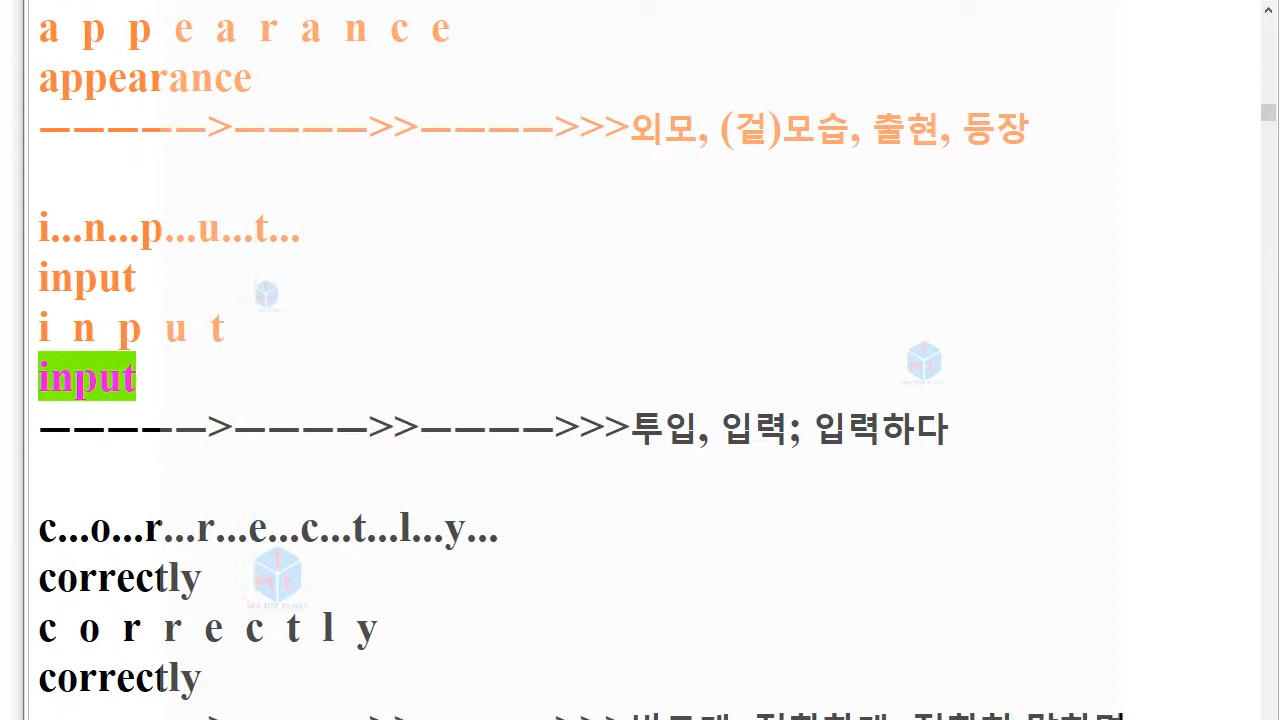 a p p e a r a n c e
appearance
—————>————>>————>>>외모, (겉)모습, 출현, 등장
i...n...p...u...t...
input
i n p u t
input
—————>————>>————>>>투입, 입력; 입력하다
c...o...r...r...e...c...t...l...y...
correctly
c o r r e c t l y
correctly